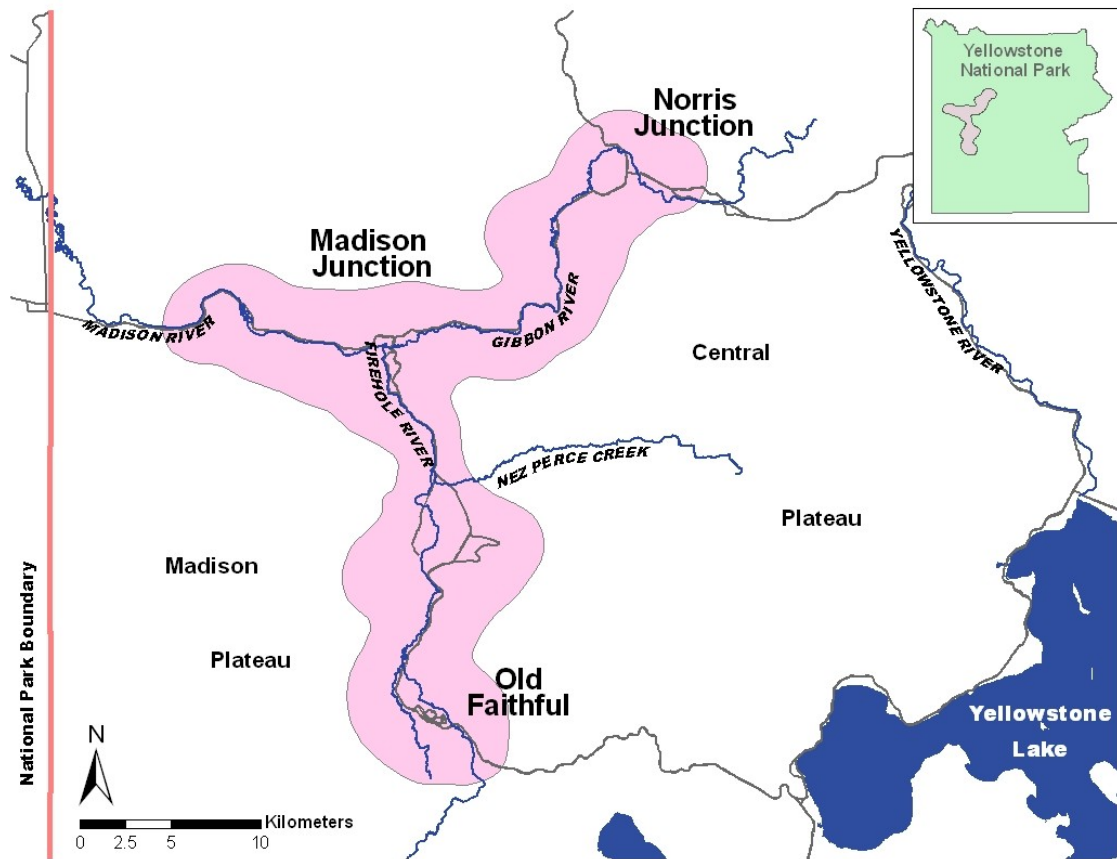 Yellowstone
National Park
Norris
Junction
Madison
Junction
MADISON RIVER
GIBBON RIVER
FIREHOLE RIVER
YELLOWSTONE RIVER
Central
NEZ PERCE CREEK
Plateau
Madison
Plateau
Old
Faithful
Yellowstone
Lake
National Park Boundary
N
Kilometers
0 2.5 5 10